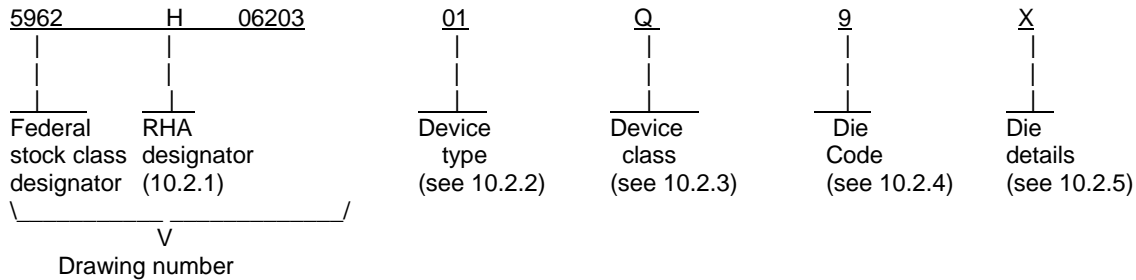 5962 H 06203 01 Q 9 X
Federal RHA Device Device Die Die
stock class designator type class Code details
designator (10.2.1) (see 10.2.2) (see 10.2.3) (see 10.2.4) (see 10.2.5)
\_____________ _______________/
V
Drawing number